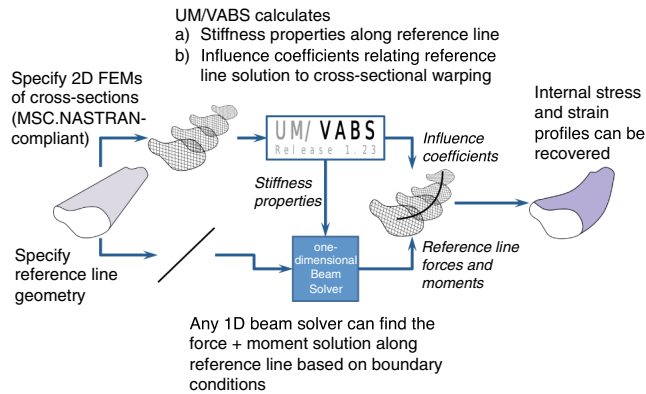 UM/VABS calculates
a) Stiffness properties along reference line
b) Influence coefficients relating reference
line solution to cross-sectional warping
Specify 2D FEMs
of cross-sections
(MSC.NASTRAN-
compliant)
UM/ VABS
Release 1.23
Influence
coefficients
Internal stress
and strain
profiles can be
recovered
Stiffness
properties
Specify
reference line
geometry
one-
dimensional
Beam
Solver
Reference line
forces and
moments
Any 1D beam solver can find the
force + moment solution along
reference line based on boundary
conditions